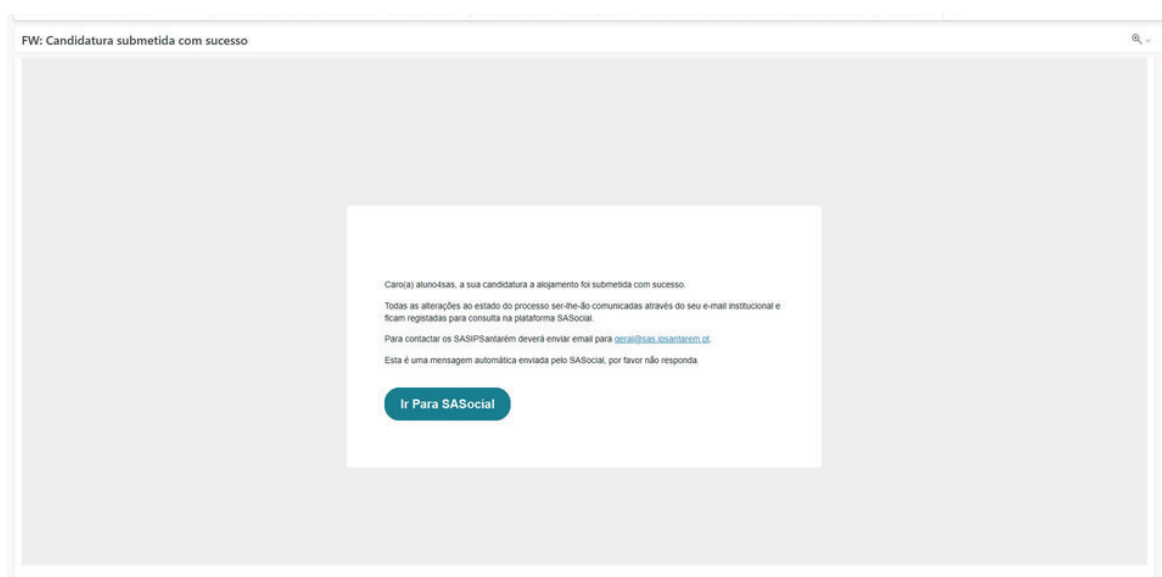 FW: Candidatura submetida com sucesso
Caro(a) aluno4sas, a sua candidatura a alojamento foi submetida com sucesso.
Todas as alterações ao estado do processo ser-lhe-ão comunicadas através do seu e-mail institucional e
ficam registadas para consulta na plataforma SASocial.
Para contactar os SASIPSantarém deverá enviar email para geral@sas.ipsantarem.pt.
Esta é uma mensagem automática enviada pelo SASocial, por favor não responda.
Ir Para SASocial